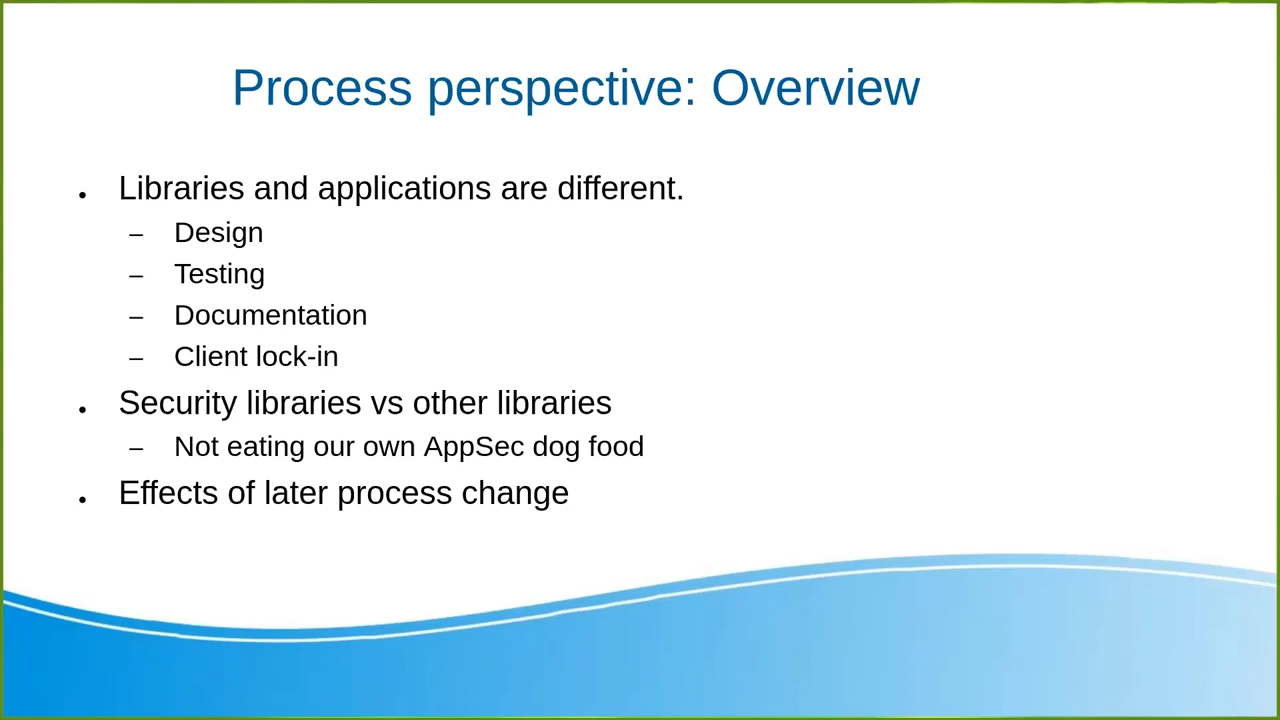 Process perspective: Overview
• Libraries and applications are different.
– Design
– Testing
– Documentation
– Client lock-in
• Security libraries vs other libraries
– Not eating our own AppSec dog food
• Effects of later process change